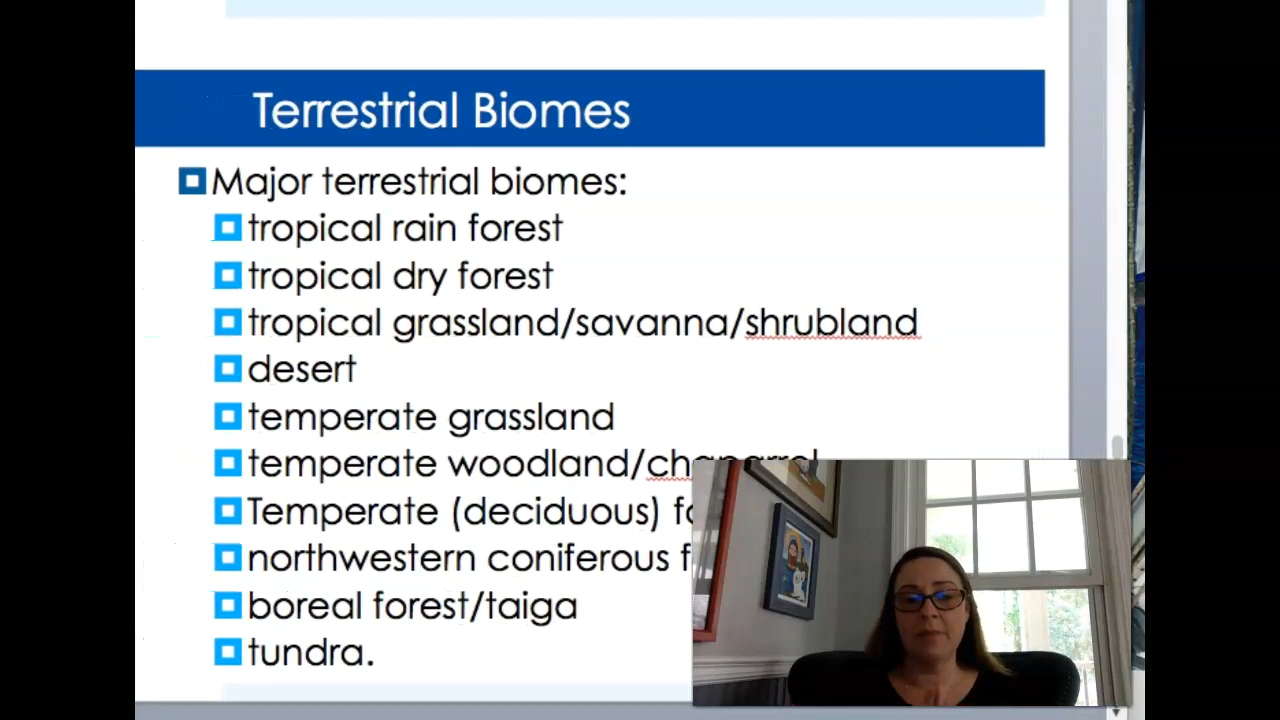 Terrestrial Biomes
Major terrestrial biomes:
tropical rain forest
tropical dry forest
tropical grassland/savanna/shrubland
desert
temperate grassland
temperate woodland/chaparral
Temperate (deciduous)
northwestern coniferous
boreal forest/taiga
tundra.